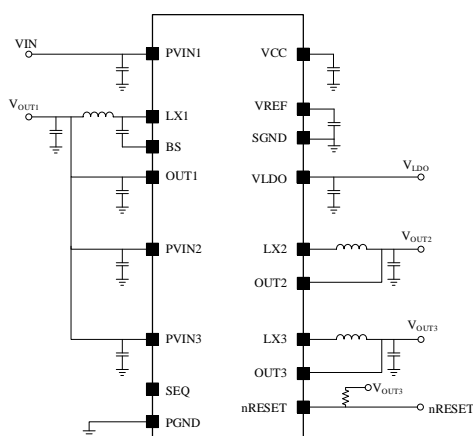 VIN
PVIN1
VCC
VOUT1
LX1
VREF
BS
SGND
OUT1
VLDO
VLDO
PVIN2
LX2
VOUT2
OUT2
PVIN3
LX3
VOUT3
OUT3
SEQ
VOUT3
PGND
nRESET
nRESET